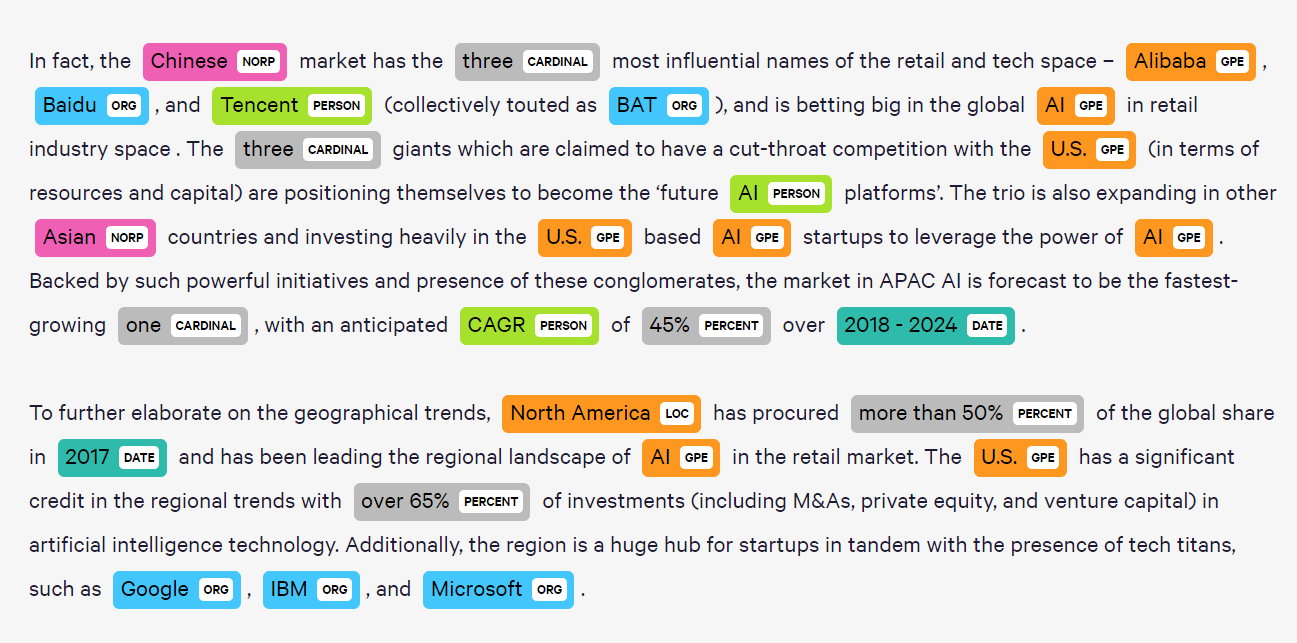 In fact, the Chinese NORP market has the three CARDINAL most influential names of the retail and tech space – Alibaba GPE ,
Baidu ORG , and Tencent PERSON (collectively touted as BAT ORG ), and is betting big in the global AI GPE in retail
industry space . The three CARDINAL giants which are claimed to have a cut-throat competition with the U.S. GPE (in terms of
resources and capital) are positioning themselves to become the ‘future AI PERSON platforms’. The trio is also expanding in other
Asian NORP countries and investing heavily in the U.S. GPE based AI GPE startups to leverage the power of AI GPE .
Backed by such powerful initiatives and presence of these conglomerates, the market in APAC AI is forecast to be the fastest-
growing one CARDINAL , with an anticipated CAGR PERSON of 45% PERCENT over 2018 - 2024 DATE .
To further elaborate on the geographical trends, North America LOC has procured more than 50% PERCENT of the global share
in 2017 DATE and has been leading the regional landscape of AI GPE in the retail market. The U.S. GPE has a significant
credit in the regional trends with over 65% PERCENT of investments (including M&As, private equity, and venture capital) in
artificial intelligence technology. Additionally, the region is a huge hub for startups in tandem with the presence of tech titans,
such as Google ORG , IBM ORG , and Microsoft ORG .